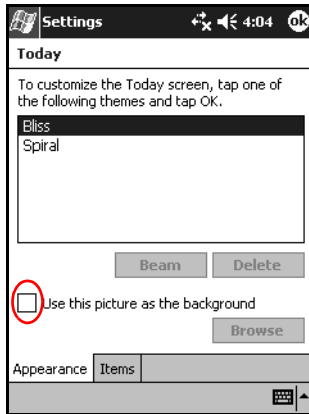 Settings 4:04 ok
Today
To customize the Today screen, tap one of
the following themes and tap OK.
Bliss
Spiral
Beam Delete
Use this picture as the background
Browse
Appearance Items